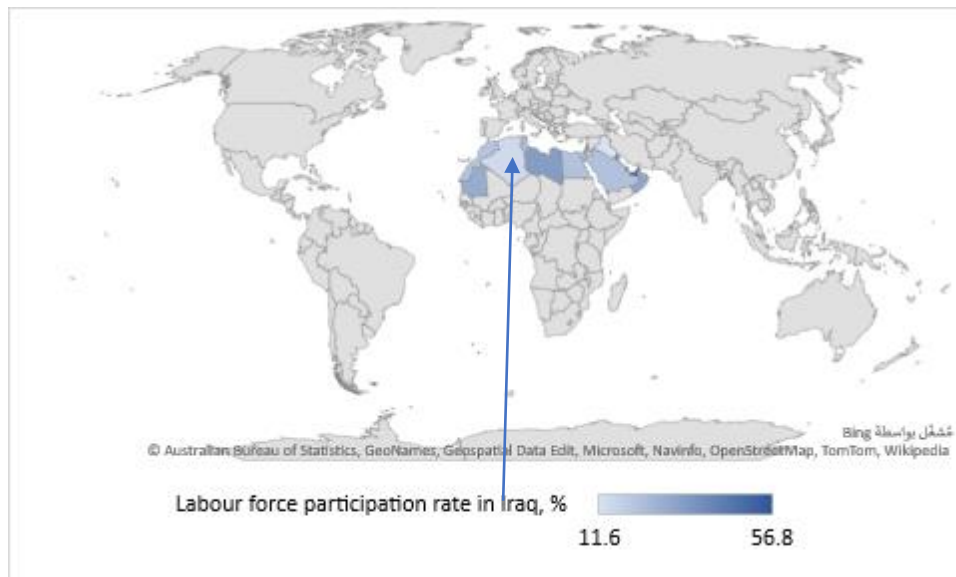 مُشغَّل بواسطة Bing
© Australian Bureau of Statistics, GeoNames, Geospatial Data Edit, Microsoft, Navinfo, OpenStreetMap, TomTom, Wikipedia
Labour force participation rate in Iraq, %
11.6 56.8